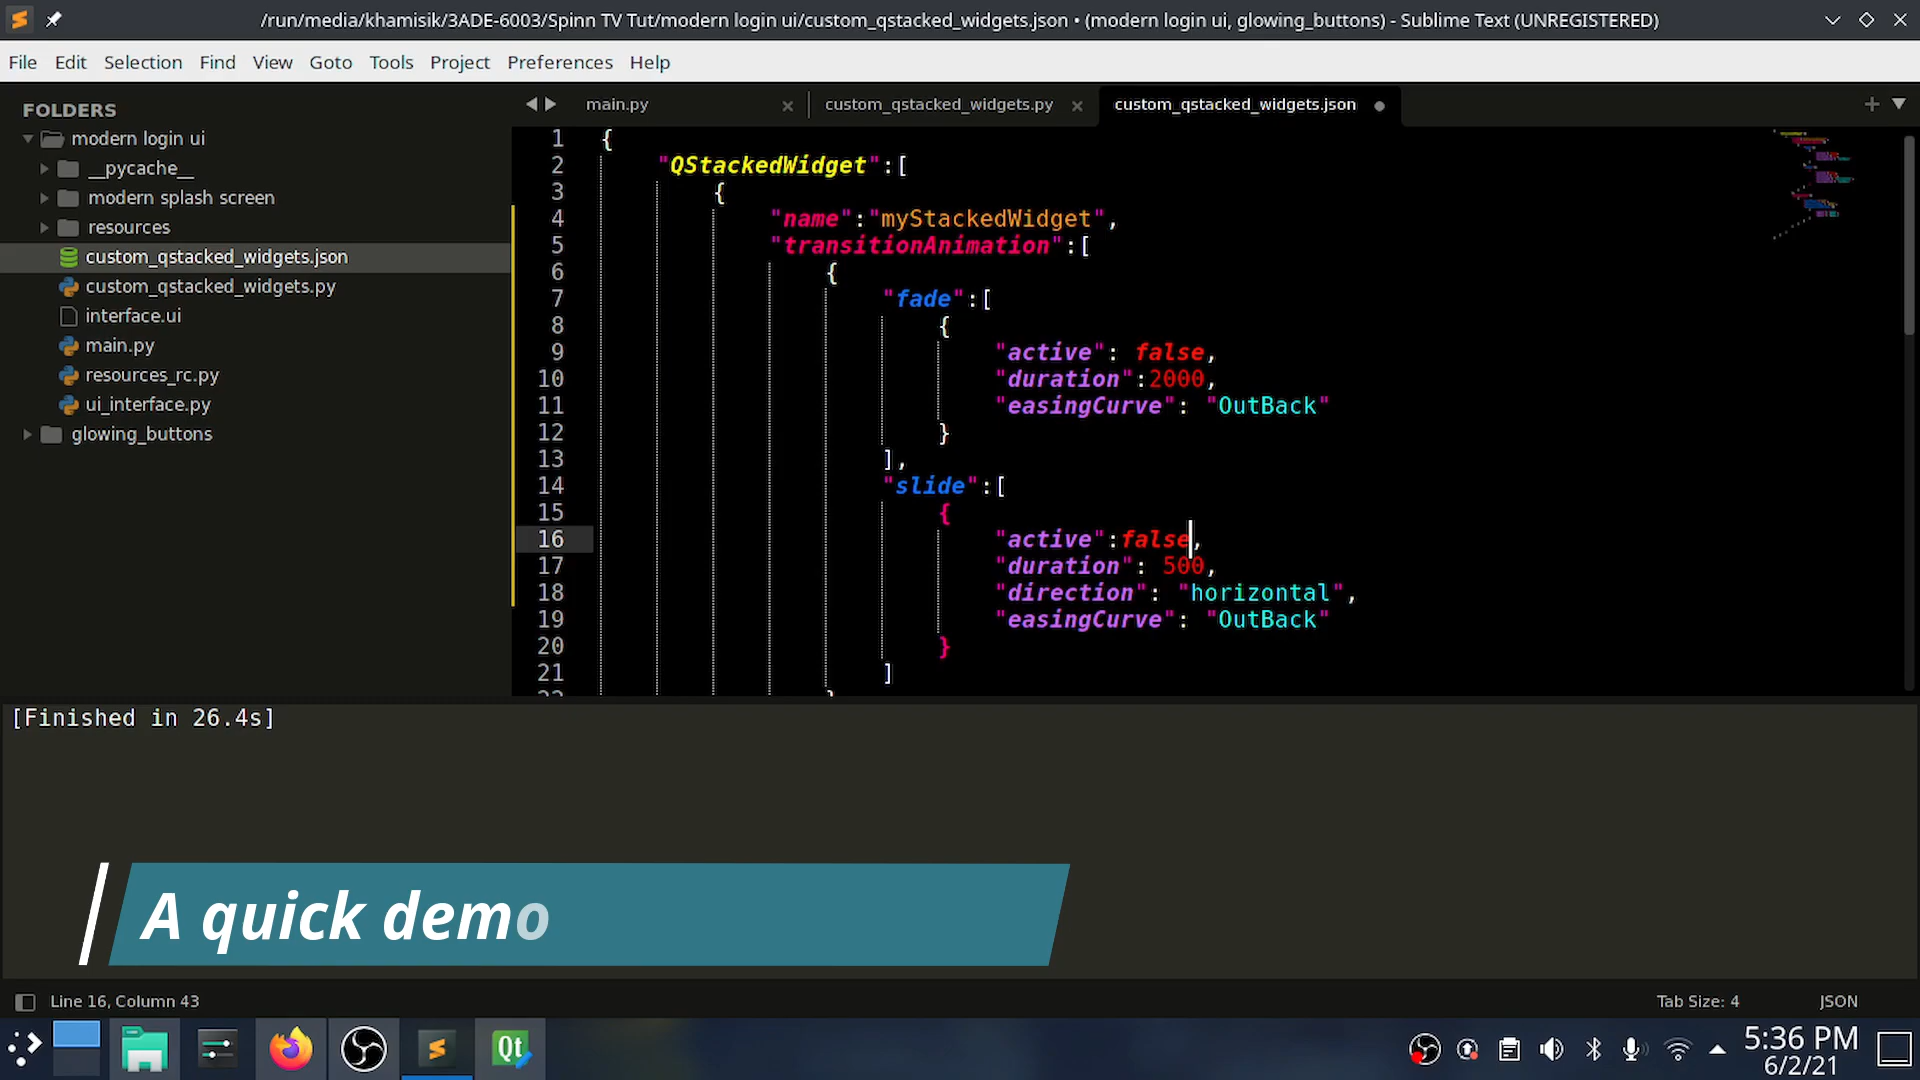 /run/media/khamisik/3ADE-6003/Spinn TV Tut/modern login ui/custom_qstacked_widgets.json • (modern login ui, glowing_buttons) - Sublime Text (UNREGISTERED)
File Edit Selection Find View Goto Tools Project Preferences Help
FOLDERS
modern login ui
__pycache__
modern splash screen
resources
custom_qstacked_widgets.json
custom_qstacked_widgets.py
interface.ui
main.py
resources_rc.py
ui_interface.py
glowing_buttons
main.py custom_qstacked_widgets.py custom_qstacked_widgets.json
1 {
2 "QStackedWidget":[
3 {
4 "name":"myStackedWidget",
5 "transitionAnimation":[
6 {
7 "fade":[
8 {
9 "active": false,
10 "duration":2000,
11 "easingCurve": "OutBack"
12 }
13 ],
14 "slide":[
15 {
16 "active":false,
17 "duration": 500,
18 "direction": "horizontal",
19 "easingCurve": "OutBack"
20 }
21 ]
22 }
[Finished in 26.4s]
A quick demo
Line 16, Column 43 Tab Size: 4 JSON
Qt
5:36 PM
6/2/21